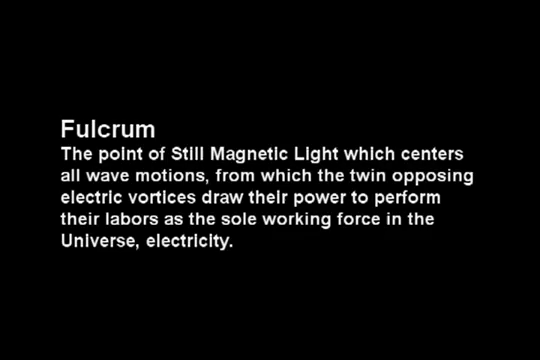 Fulcrum
The point of Still Magnetic Light which centers
all wave motions, from which the twin opposing
electric vortices draw their power to perform
their labors as the sole working force in the
Universe, electricity.